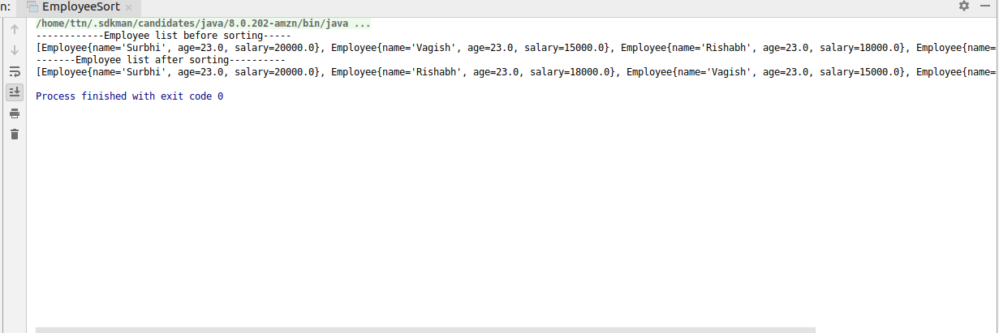 n: EmployeeSort ×
/home/ttn/.sdkman/candidates/java/8.0.202-amzn/bin/java ...
------------Employee list before sorting-----
[Employee{name='Surbhi', age=23.0, salary=20000.0}, Employee{name='Vagish', age=23.0, salary=15000.0}, Employee{name='Rishabh', age=23.0, salary=18000.0}, Employee{name=
-------Employee list after sorting----------
[Employee{name='Surbhi', age=23.0, salary=20000.0}, Employee{name='Rishabh', age=23.0, salary=18000.0}, Employee{name='Vagish', age=23.0, salary=15000.0}, Employee{name=
Process finished with exit code 0